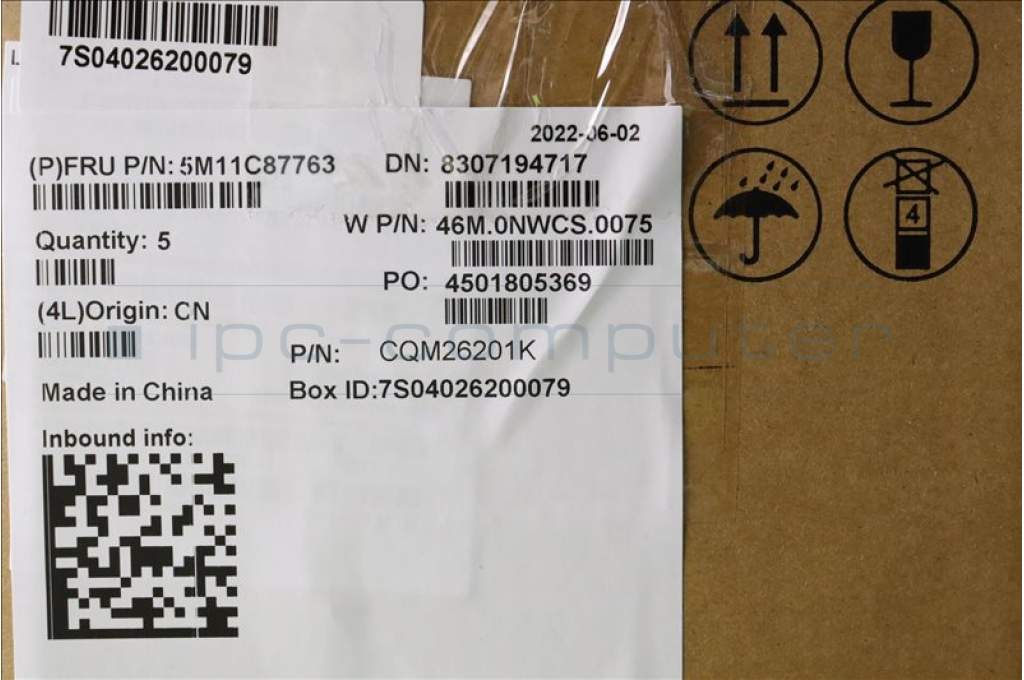 7S04026200079
L
2022-06-02
(P)FRU P/N: 5M11C87763
DN: 8307194717
W P/N: 46M.0NWCS.0075
Quantity: 5
PO: 4501805369
(4L)Origin: CN
ipc-computer
P/N: CQM26201K
Made in China
Box ID:7S04026200079
Inbound info:
4